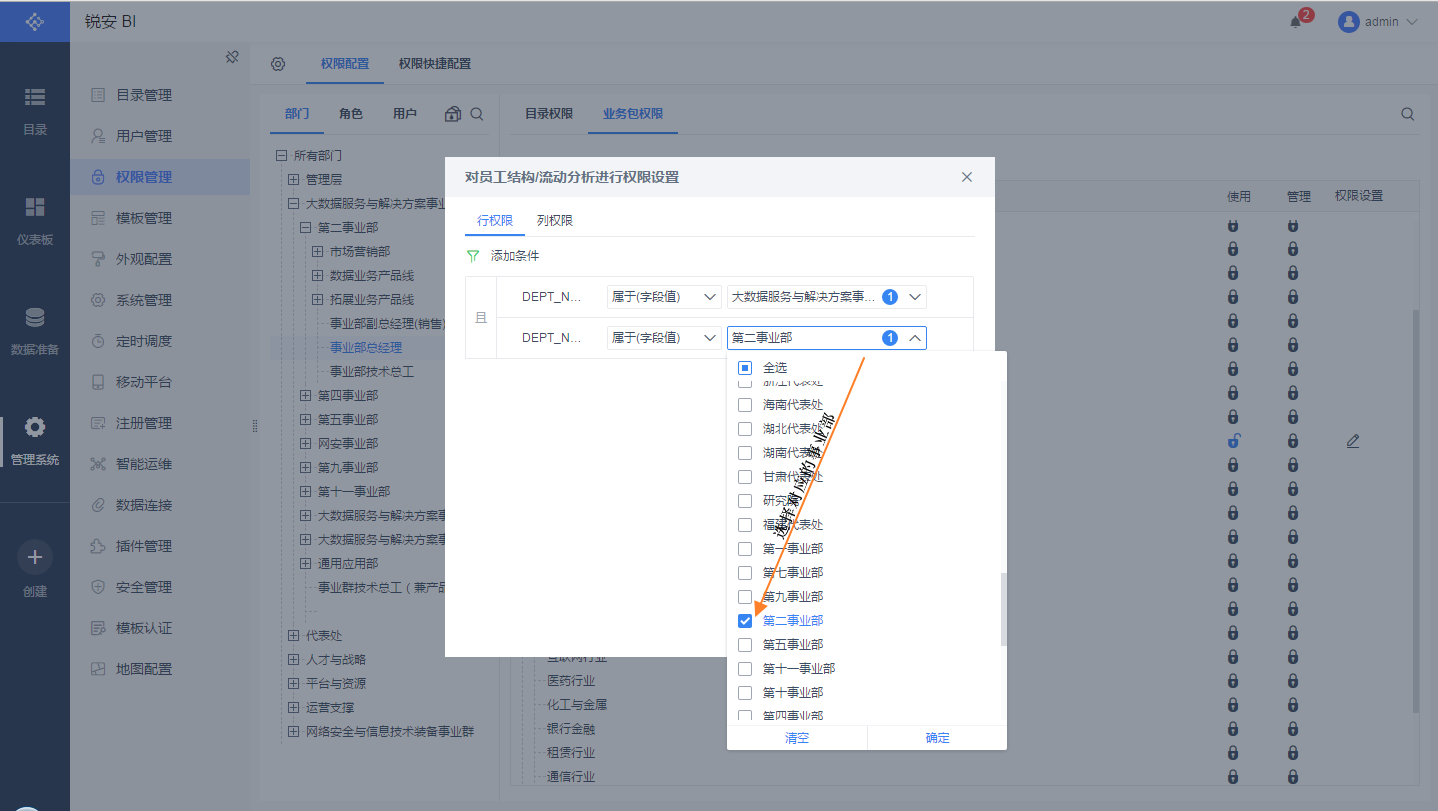 锐安 BI
2
admin
目录
仪表板
数据准备
管理系统
创建
目录管理
用户管理
权限管理
模板管理
外观配置
系统管理
定时调度
移动平台
注册管理
智能运维
数据连接
插件管理
安全管理
模板认证
地图配置
权限配置 权限快捷配置
部门 角色 用户
所有部门
管理层
大数据服务与解决方案事业
第二事业部
市场营销部
数据业务产品线
拓展业务产品线
事业部副总经理(销售)
事业部总经理
事业部技术总工
第四事业部
第五事业部
网安事业部
第九事业部
第十一事业部
大数据服务与解决方案事
大数据服务与解决方案事
通用应用部
事业群技术总工（兼产品
代表处
人才与战略
平台与资源
运营支撑
网络安全与信息技术装备事业群
目录权限 业务包权限
使用 管理 权限设置
互联网行业
医药行业
化工与金属
银行金融
租赁行业
通信行业
对员工结构/流动分析进行权限设置
行权限 列权限
添加条件
且
DEPT_N... 属于(字段值) 大数据服务与解决方案事... 1
DEPT_N... 属于(字段值) 第二事业部 1
全选
浙江代表处
海南代表处
湖北代表处
湖南代表处
甘肃代表处
福建代表处
第一事业部
第七事业部
第九事业部
第二事业部
第五事业部
第十一事业部
第十事业部
第四事业部
清空 确定
选择对应的事业部